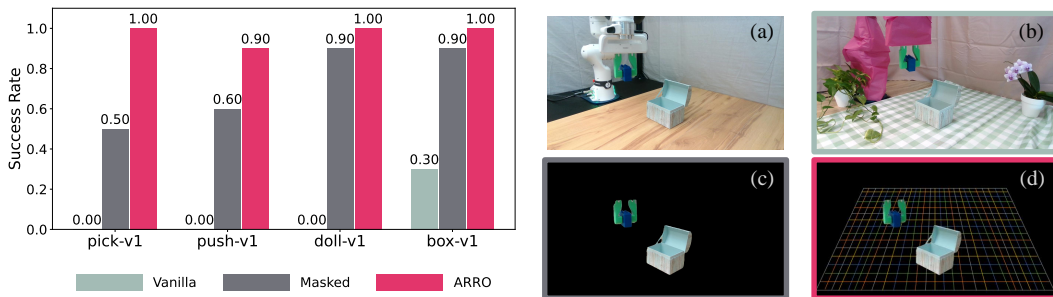 1.00
1.00
1.00
1.0
0.90
0.90
0.90
0.8
0.60
0.6
0.50
0.4
0.30
0.2
0.00
0.00
0.00
0.0
Success Rate
pick-v1
push-v1
doll-v1
box-v1
Vanilla
Masked
ARRO
(a)
(b)
(c)
(d)